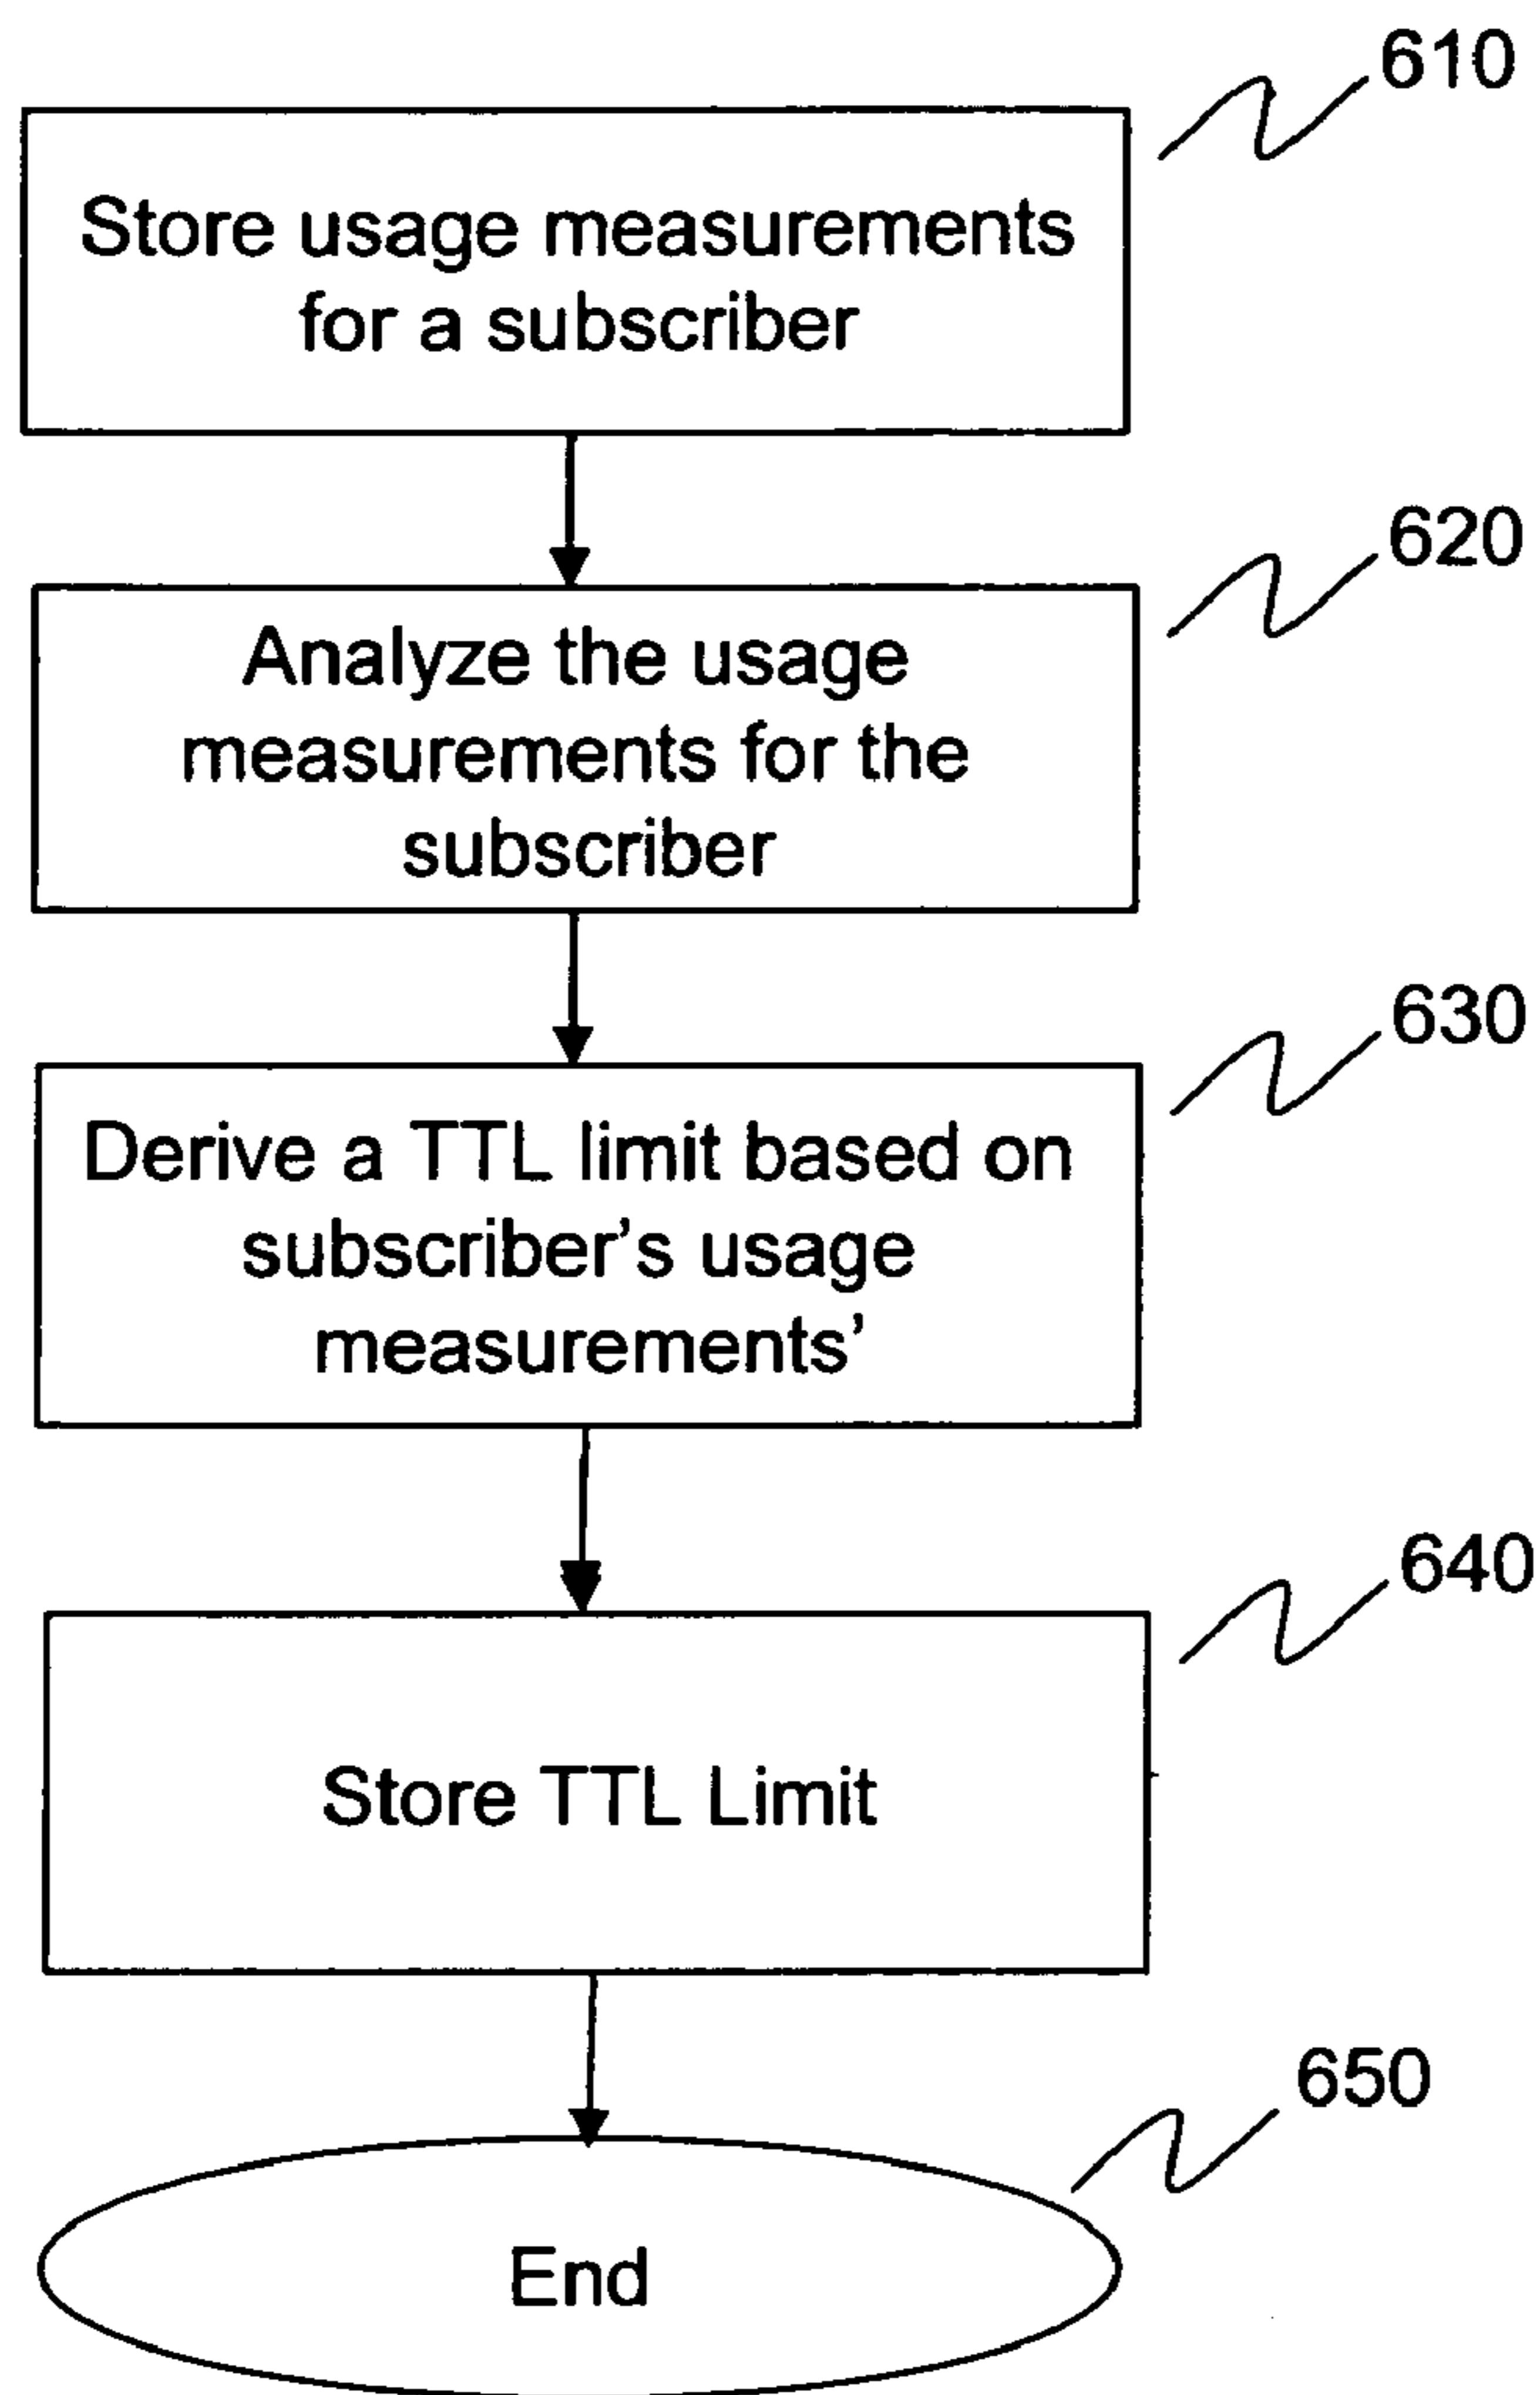 610
Store usage measurements
for a subscriber
620
Analyze the usage
measurements for the
subscriber
630
Derive a TTL limit based on
subscriber's usage
measurements'
640
Store TTL Limit
650
End